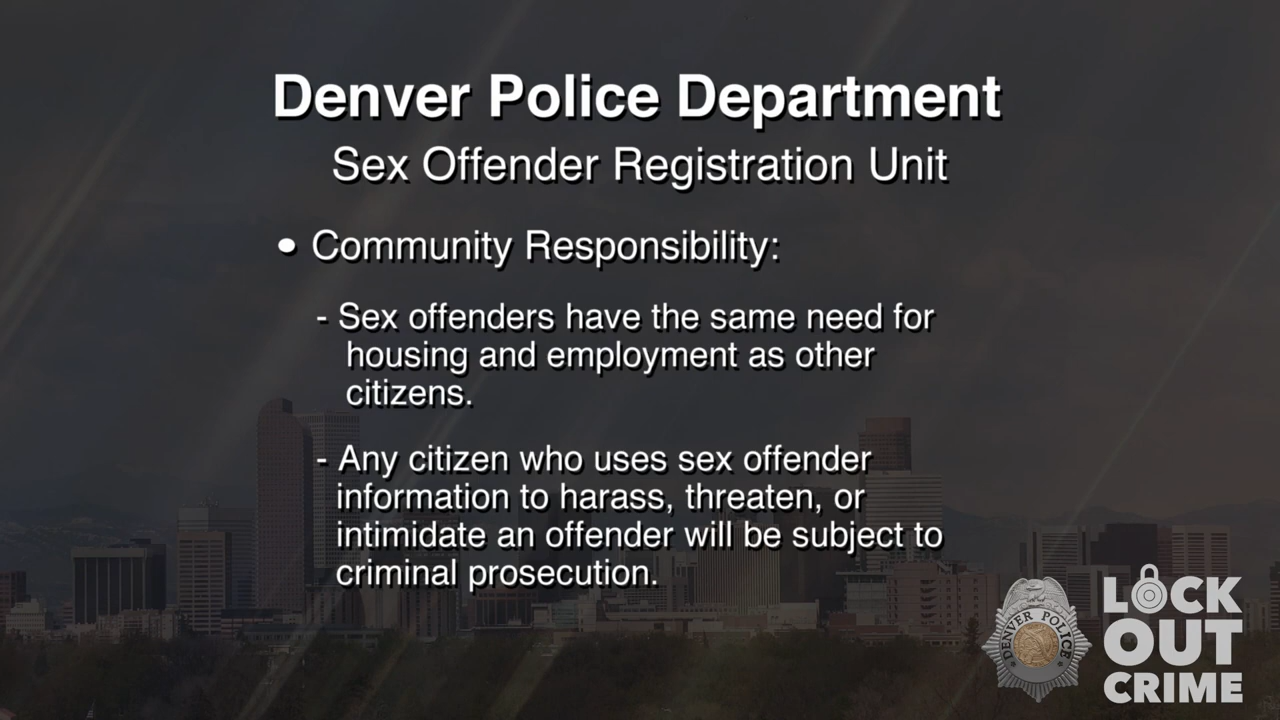 Denver Police Department
Sex Offender Registration Unit
• Community Responsibility:
- Sex offenders have the same need for
housing and employment as other
citizens.
- Any citizen who uses sex offender
information to harass, threaten, or
intimidate an offender will be subject to
criminal prosecution.
DENVER POLICE
LOCK
OUT
CRIME